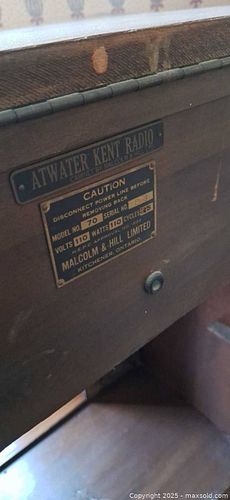 ATWATER KENT RADIO
CAUTION
DISCONNECT POWER LINE BEFORE
REMOVING BACK
MODEL NO. 70 SERIAL NO.
VOLTS 110 WATTS 110 CYCLES
MALCOLM & HILL LIMITED
KITCHENER, ONTARIO.
Copyright © 2025 - maxsold.com